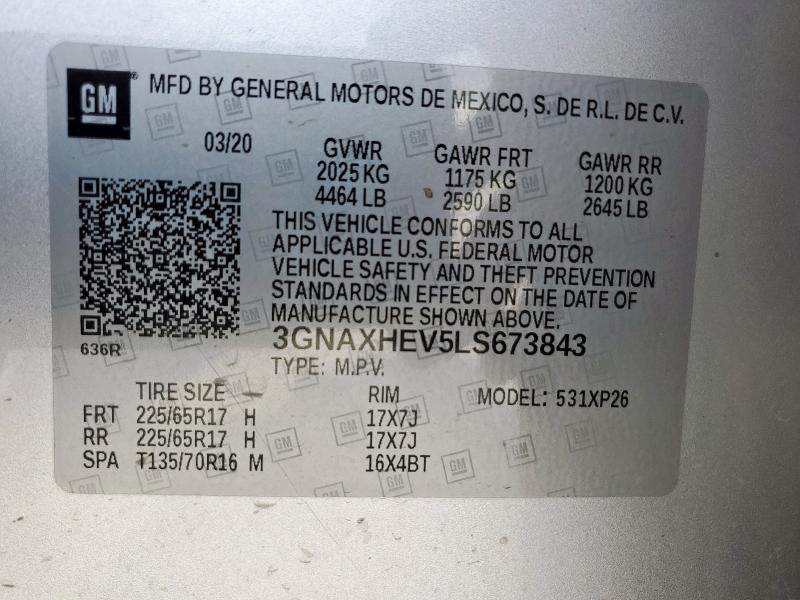 GM ® MFD BY GENERAL MOTORS DE MEXICO, S. DE R.L. DE C.V.
03/20 GVWR GAWR FRT GAWR RR
2025 KG 1175 KG 1200 KG
4464 LB 2590 LB 2645 LB
THIS VEHICLE CONFORMS TO ALL
APPLICABLE U.S. FEDERAL MOTOR
VEHICLE SAFETY AND THEFT PREVENTION
STANDARDS IN EFFECT ON THE DATE OF
MANUFACTURE SHOWN ABOVE.
636R 3GNAXHEV5LS673843
TYPE: M.P.V.
TIRE SIZE RIM MODEL: 531XP26
FRT 225/65R17 H 17X7J
RR 225/65R17 H 17X7J
SPA T135/70R16 M 16X4BT